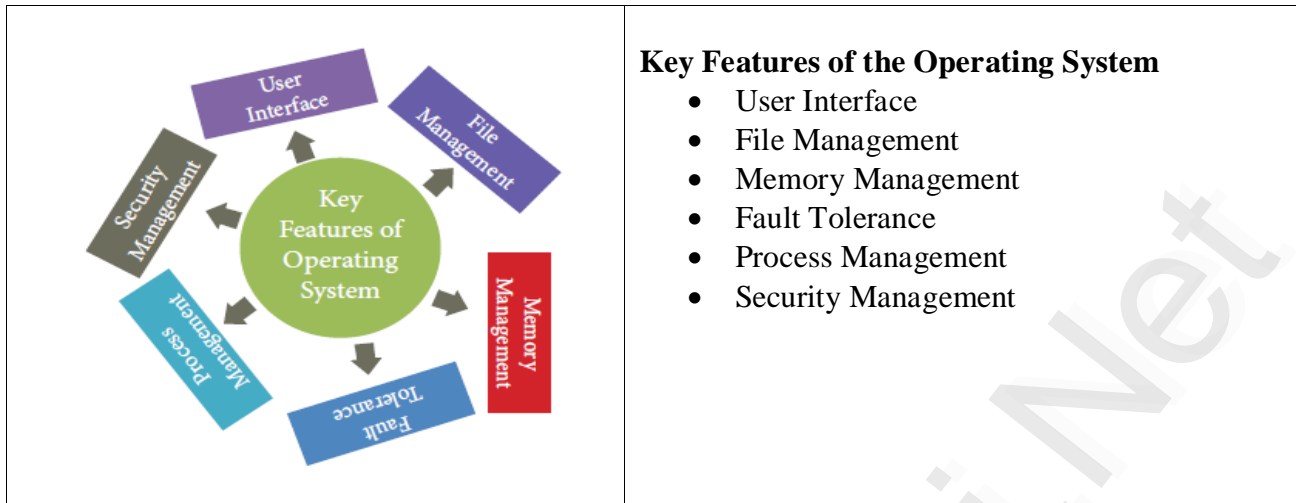 User
Interface
File
Management
Security
Management
Key
Features of
Operating
System
Memory
Management
Process
Management
Fault
Tolerance
Key Features of the Operating System
• User Interface
• File Management
• Memory Management
• Fault Tolerance
• Process Management
• Security Management
Net